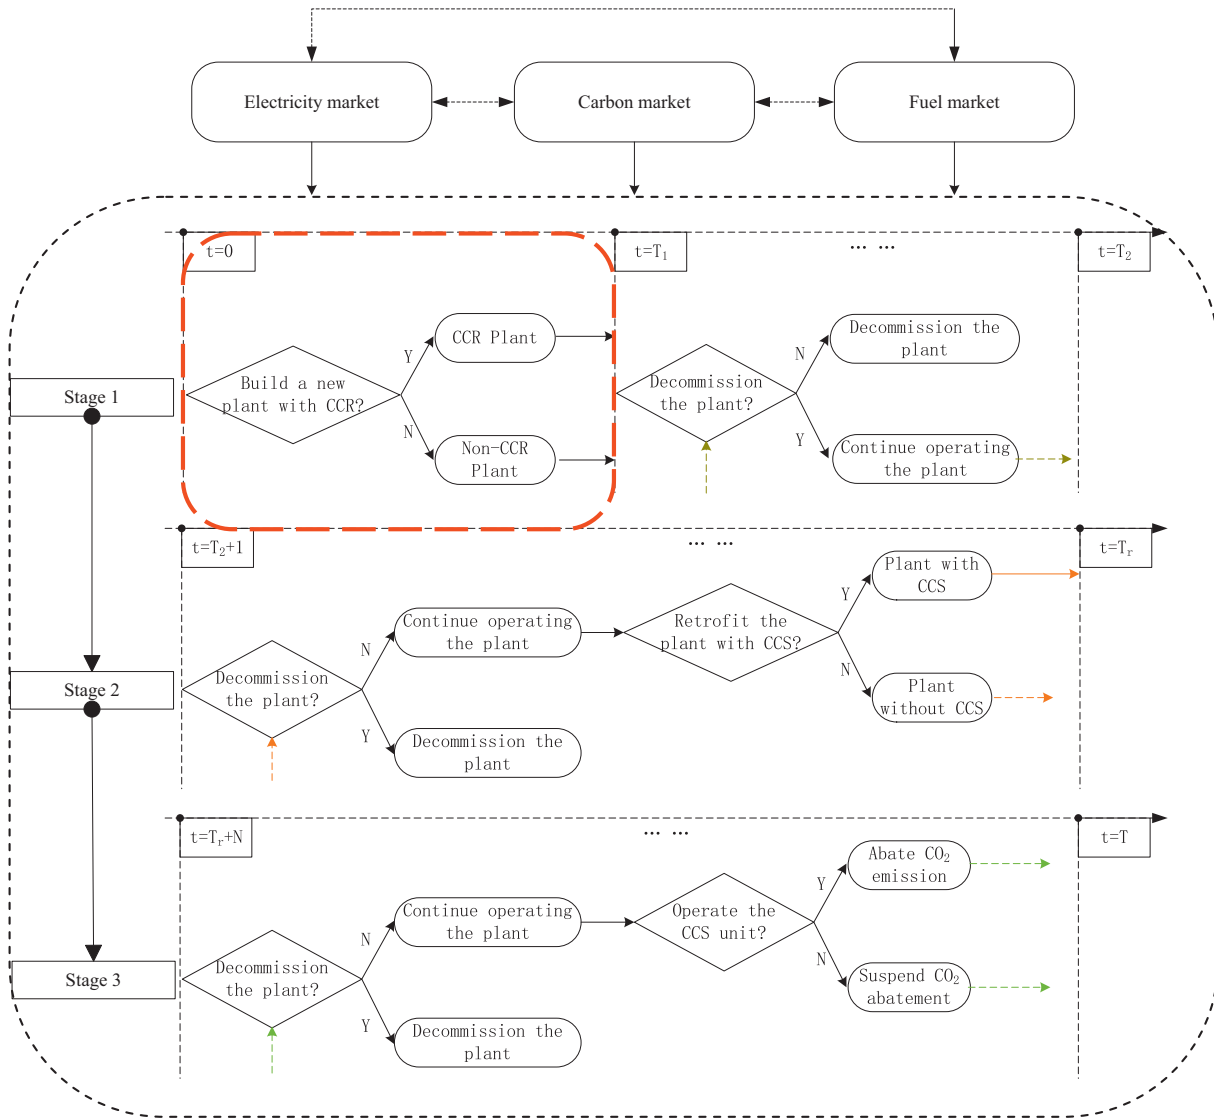 Electricity market
Carbon market
Fuel market
t=0
t=T₁
... ...
t=T₂
Stage 1
Build a new
plant with CCR?
Y
N
CCR Plant
Non-CCR
Plant
Decommission
the plant?
N
Y
Decommission the
plant
Continue operating
the plant
t=T₂+1
... ...
t=Tᵣ
Stage 2
Decommission
the plant?
N
Y
Continue operating
the plant
Decommission the
plant
Retrofit the
plant with CCS?
Y
N
Plant with
CCS
Plant
without CCS
t=Tᵣ+N
... ...
t=T
Stage 3
Decommission
the plant?
N
Y
Continue operating
the plant
Decommission the
plant
Operate the
CCS unit?
Y
N
Abate CO₂
emission
Suspend CO₂
abatement